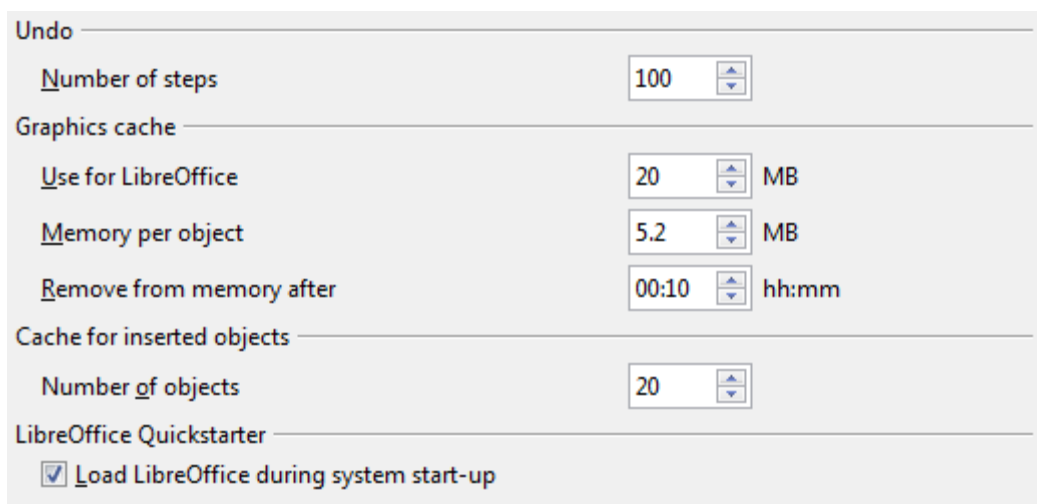 Undo
Number of steps 100
Graphics cache
Use for LibreOffice 20 MB
Memory per object 5.2 MB
Remove from memory after 00:10 hh:mm
Cache for inserted objects
Number of objects 20
LibreOffice Quickstarter
Load LibreOffice during system start-up